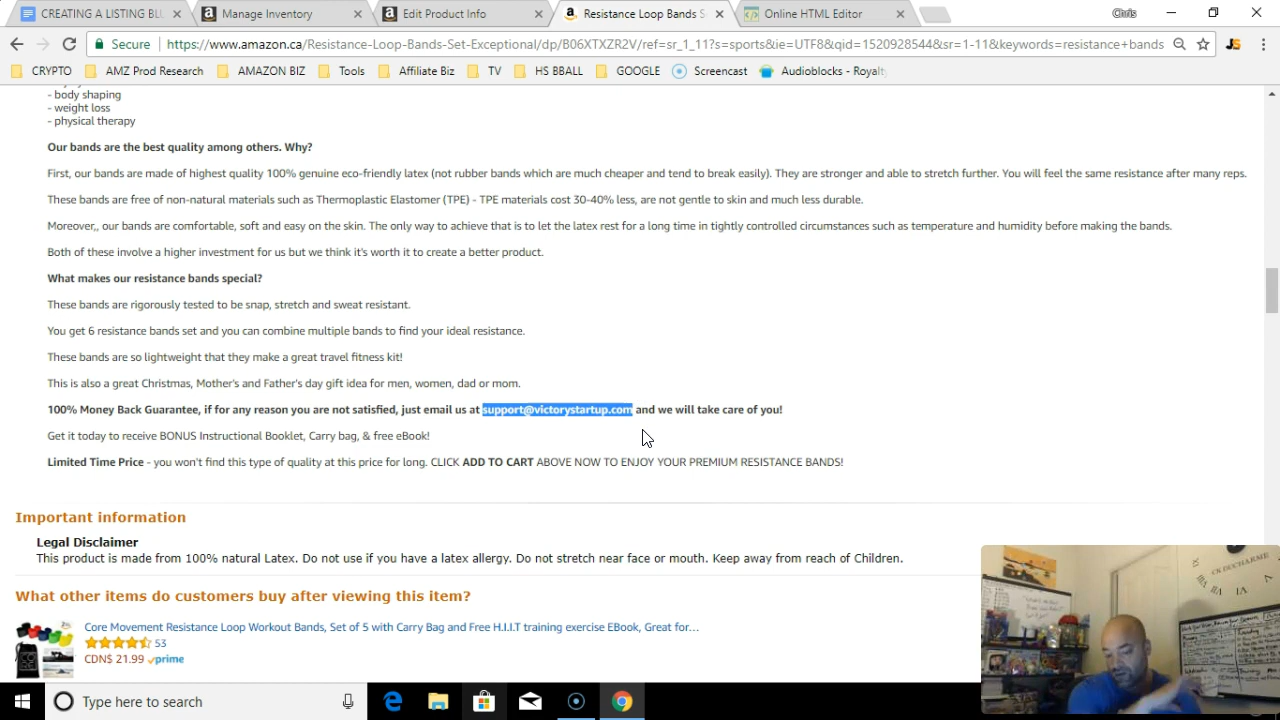 CREATING A LISTING BLU
Manage Inventory
Edit Product Info
Resistance Loop Bands S
Online HTML Editor
Chris
Secure
https://www.amazon.ca/Resistance-Loop-Bands-Set-Exceptional/dp/B06XTXZR2V/ref=sr_1_11?s=sports&ie=UTF8&qid=1520928544&sr=1-11&keywords=resistance+bands
JS
CRYPTO
AMZ Prod Research
AMAZON BIZ
Tools
Affiliate Biz
TV
HS BBALL
GOOGLE
Screencast
Audioblocks - Royalt
- body shaping
- weight loss
- physical therapy
Our bands are the best quality among others. Why?
First, our bands are made of highest quality 100% genuine eco-friendly latex (not rubber bands which are much cheaper and tend to break easily). They are stronger and able to stretch further. You will feel the same resistance after many reps.
These bands are free of non-natural materials such as Thermoplastic Elastomer (TPE) - TPE materials cost 30-40% less, are not gentle to skin and much less durable.
Moreover,, our bands are comfortable, soft and easy on the skin. The only way to achieve that is to let the latex rest for a long time in tightly controlled circumstances such as temperature and humidity before making the bands.
Both of these involve a higher investment for us but we think it's worth it to create a better product.
What makes our resistance bands special?
These bands are rigorously tested to be snap, stretch and sweat resistant.
You get 6 resistance bands set and you can combine multiple bands to find your ideal resistance.
These bands are so lightweight that they make a great travel fitness kit!
This is also a great Christmas, Mother's and Father's day gift idea for men, women, dad or mom.
100% Money Back Guarantee, if for any reason you are not satisfied, just email us at support@victorystartup.com and we will take care of you!
Get it today to receive BONUS Instructional Booklet, Carry bag, & free eBook!
Limited Time Price - you won't find this type of quality at this price for long. CLICK ADD TO CART ABOVE NOW TO ENJOY YOUR PREMIUM RESISTANCE BANDS!
Important information
Legal Disclaimer
This product is made from 100% natural Latex. Do not use if you have a latex allergy. Do not stretch near face or mouth. Keep away from reach of Children.
What other items do customers buy after viewing this item?
Core Movement Resistance Loop Workout Bands, Set of 5 with Carry Bag and Free H.I.I.T training exercise EBook, Great for...
53
CDN$ 21.99 prime
Type here to search